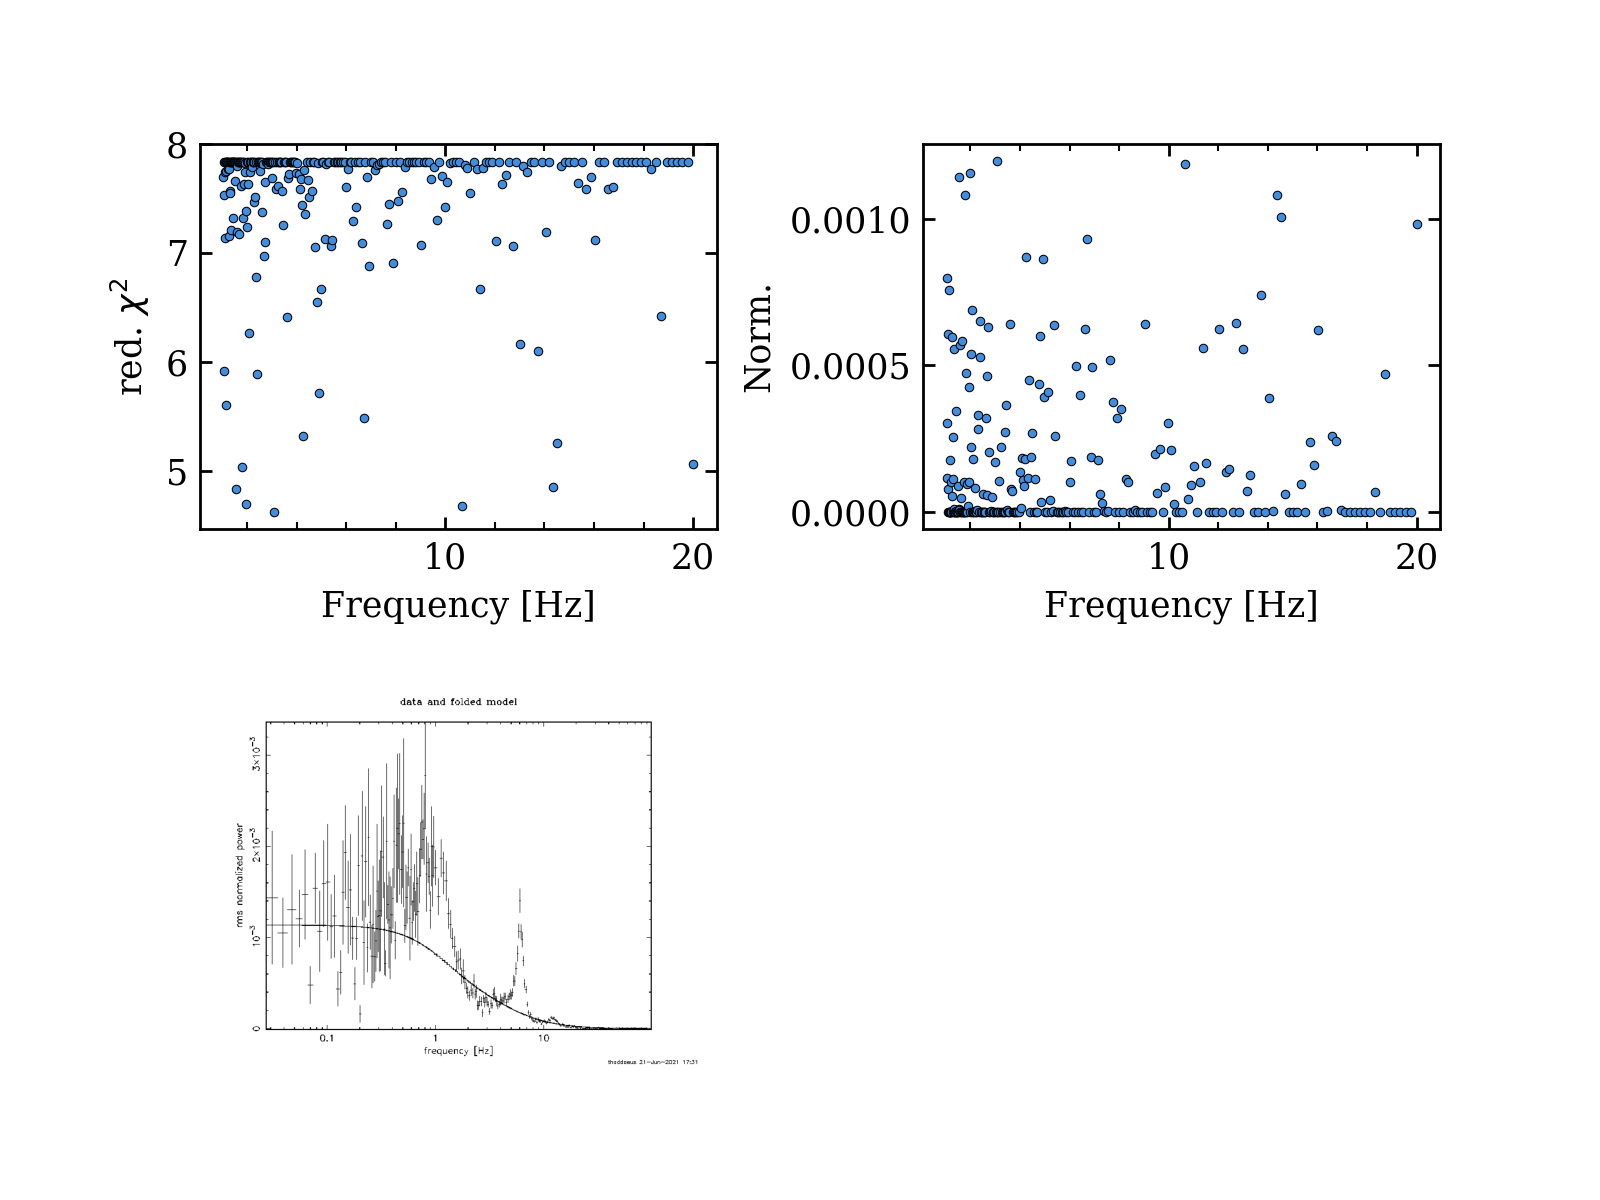 8
7
6
5
red. χ²
10 20
Frequency [Hz]
0.0010
0.0005
0.0000
Norm.
10 20
Frequency [Hz]
data and folded model
3×10⁻³
2×10⁻³
10⁻³
0
rms normalized power
0.1 1 10
frequency [Hz]
thaddaeus 21-Jun-2021 17:31